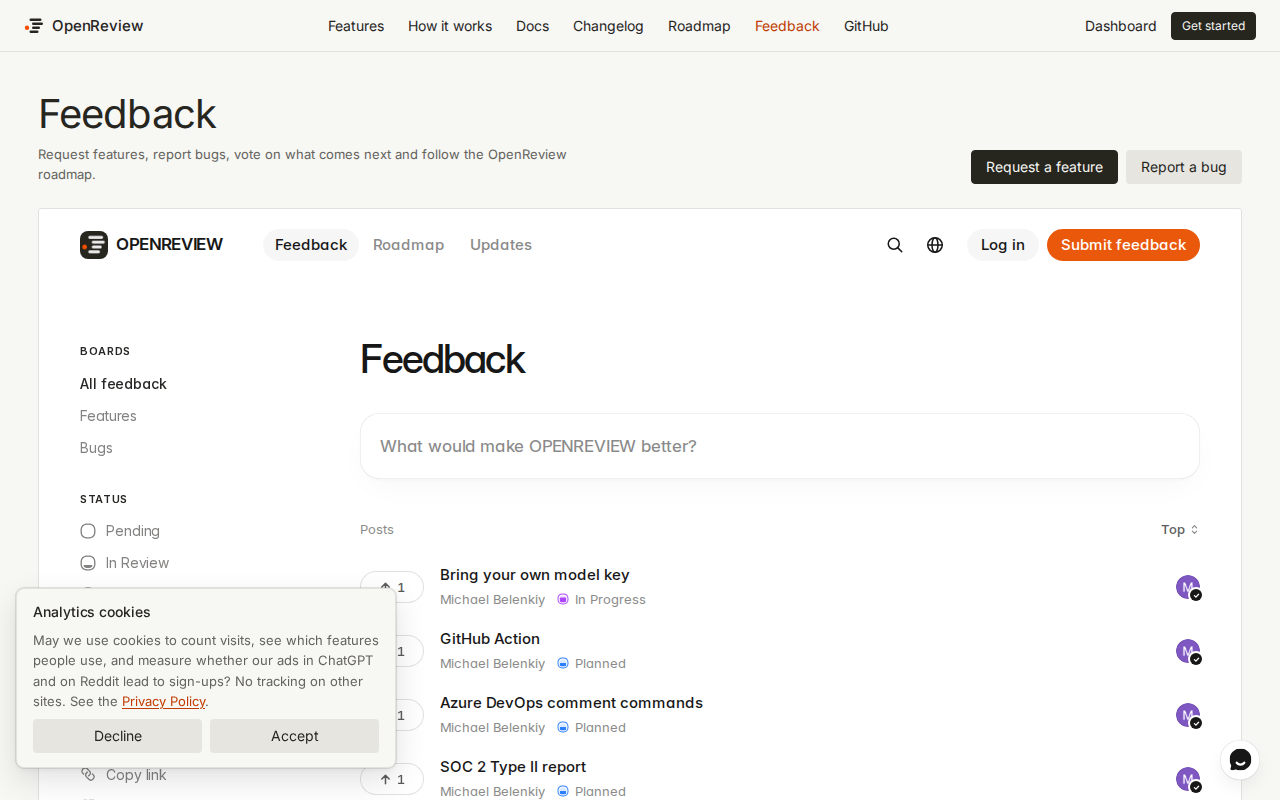 OpenReview
Features
How it works
Docs
Changelog
Roadmap
Feedback
GitHub
Dashboard
Get started
Feedback
Request features, report bugs, vote on what comes next and follow the OpenReview
roadmap.
Request a feature
Report a bug
OPENREVIEW
Feedback
Roadmap
Updates
Log in
Submit feedback
BOARDS
All feedback
Features
Bugs
STATUS
Pending
In Review
Feedback
What would make OPENREVIEW better?
Posts
Top
1
Bring your own model key
Michael Belenkiy
In Progress
M
1
GitHub Action
Michael Belenkiy
Planned
M
1
Azure DevOps comment commands
Michael Belenkiy
Planned
M
1
SOC 2 Type II report
Michael Belenkiy
Planned
M
Analytics cookies
May we use cookies to count visits, see which features
people use, and measure whether our ads in ChatGPT
and on Reddit lead to sign-ups? No tracking on other
sites. See the Privacy Policy.
Decline
Accept
Copy link